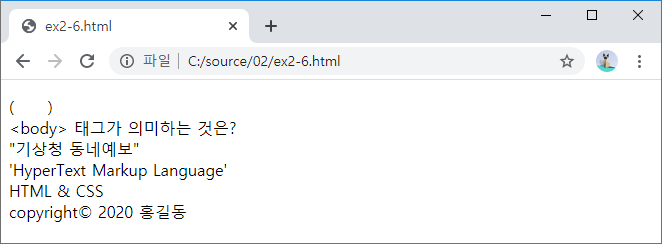 ex2-6.html
파일 C:/source/02/ex2-6.html
(      )
<body> 태그가 의미하는 것은?
"기상청 동네예보"
'HyperText Markup Language'
HTML & CSS
copyright© 2020 홍길동